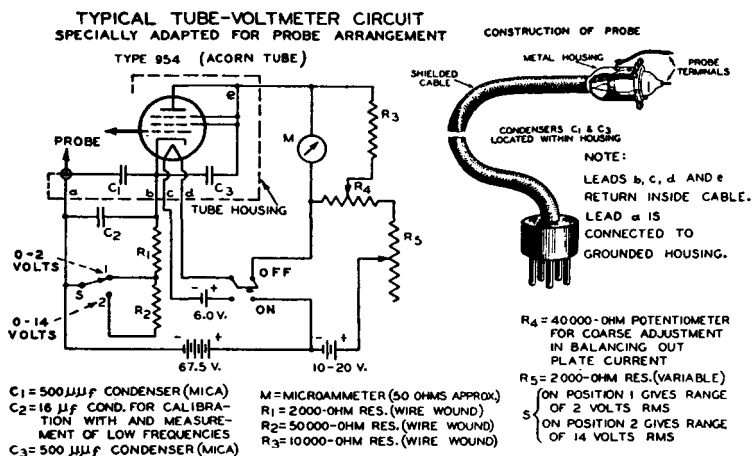 TYPICAL TUBE-VOLTMETER CIRCUIT
SPECIALLY ADAPTED FOR PROBE ARRANGEMENT
TYPE 954 (ACORN TUBE)
e
PROBE
a
C1
b
c
d
C3
TUBE HOUSING
C2
M
R3
R4
R5
0-2
VOLTS
1
S
2
0-14
VOLTS
R1
R2
OFF
ON
- +
6.0 V.
- +
67.5 V.
- +
10-20 V.
CONSTRUCTION OF PROBE
METAL HOUSING
SHIELDED
CABLE
PROBE
TERMINALS
CONDENSERS C1 & C3
LOCATED WITHIN HOUSING
NOTE:
LEADS b, c, d AND e
RETURN INSIDE CABLE.
LEAD a IS
CONNECTED TO
GROUNDED HOUSING.
C1 = 500 µµf CONDENSER (MICA)
C2 = 16 µf COND. FOR CALIBRA-
TION WITH AND MEASURE-
MENT OF LOW FREQUENCIES
C3 = 500 µµf CONDENSER (MICA)
M = MICROAMMETER (50 OHMS APPROX.)
R1 = 2000-OHM RES. (WIRE WOUND)
R2 = 50000-OHM RES. (WIRE WOUND)
R3 = 10000-OHM RES. (WIRE WOUND)
R4 = 40000-OHM POTENTIOMETER
FOR COARSE ADJUSTMENT
IN BALANCING OUT
PLATE CURRENT
R5 = 2000-OHM RES. (VARIABLE)
S { ON POSITION 1 GIVES RANGE
OF 2 VOLTS RMS
ON POSITION 2 GIVES RANGE
OF 14 VOLTS RMS